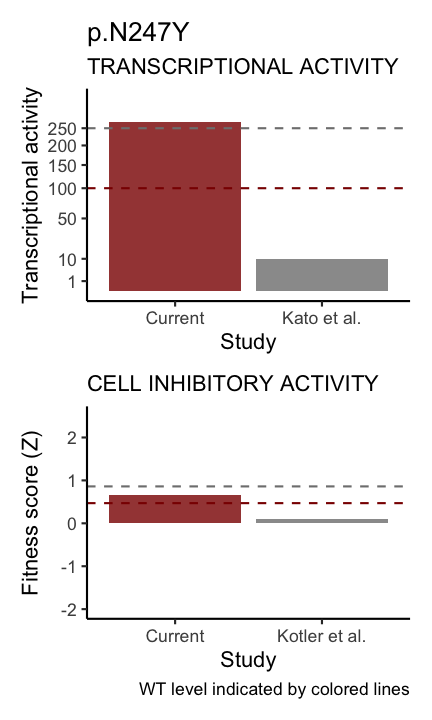 p.N247Y
TRANSCRIPTIONAL ACTIVITY
Transcriptional activity
250
200
150
100
50
10
1
Current
Kato et al.
Study
CELL INHIBITORY ACTIVITY
Fitness score (Z)
2
1
0
-1
-2
Current
Kotler et al.
Study
WT level indicated by colored lines